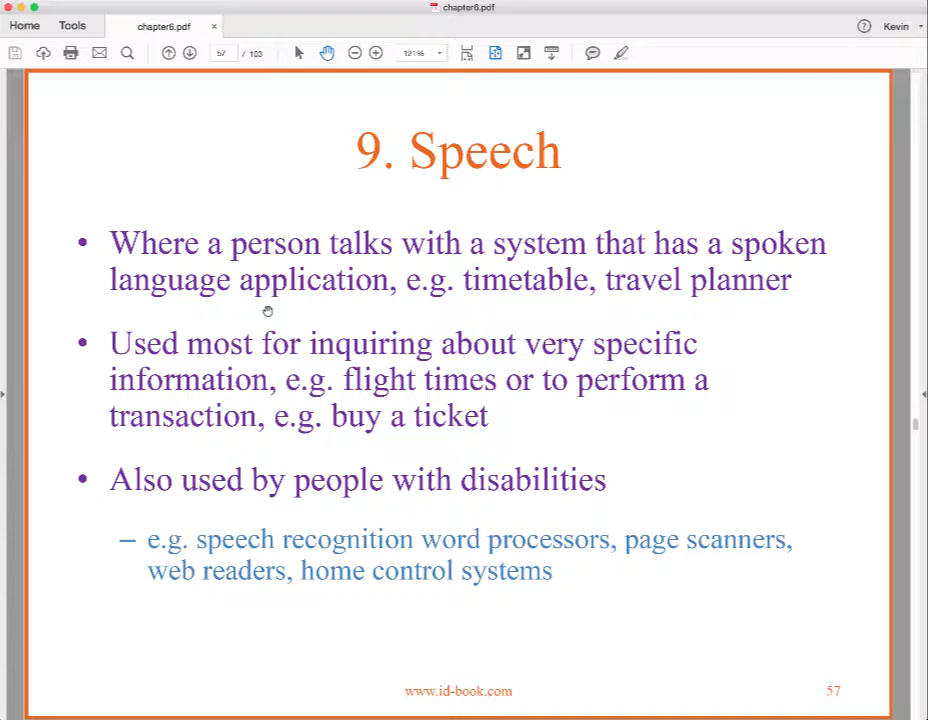 chapter6.pdf
Home Tools chapter6.pdf × ? Kevin
57 / 103 121%
9. Speech
• Where a person talks with a system that has a spoken
language application, e.g. timetable, travel planner
• Used most for inquiring about very specific
information, e.g. flight times or to perform a
transaction, e.g. buy a ticket
• Also used by people with disabilities
– e.g. speech recognition word processors, page scanners,
web readers, home control systems
www.id-book.com 57